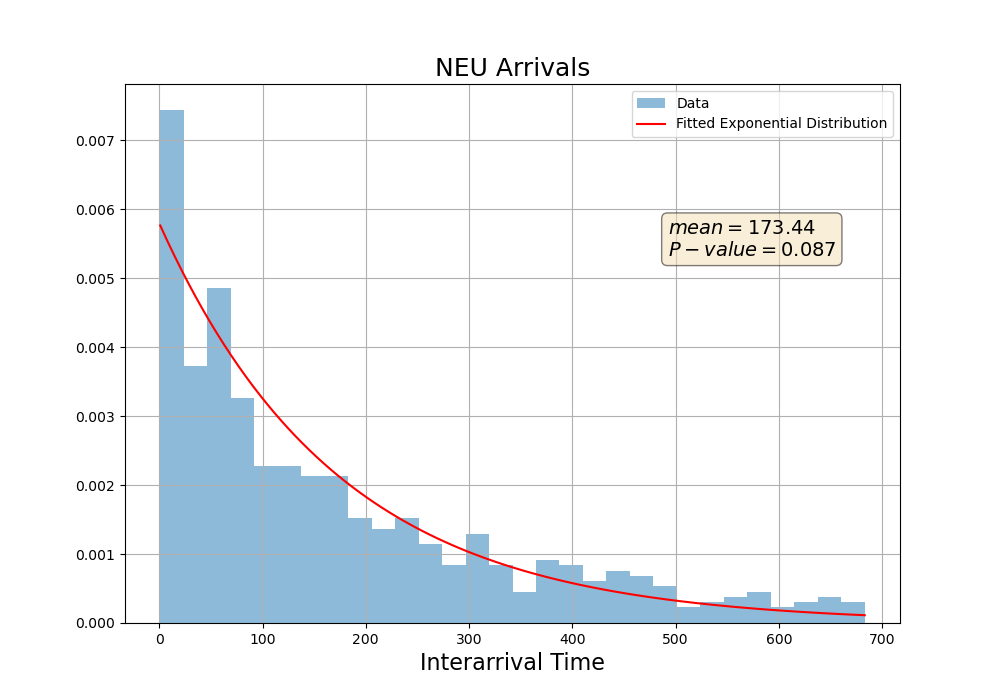 NEU Arrivals
Data
Fitted Exponential Distribution
mean = 173.44
P − value = 0.087
0.007
0.006
0.005
0.004
0.003
0.002
0.001
0.000
0 100 200 300 400 500 600 700
Interarrival Time